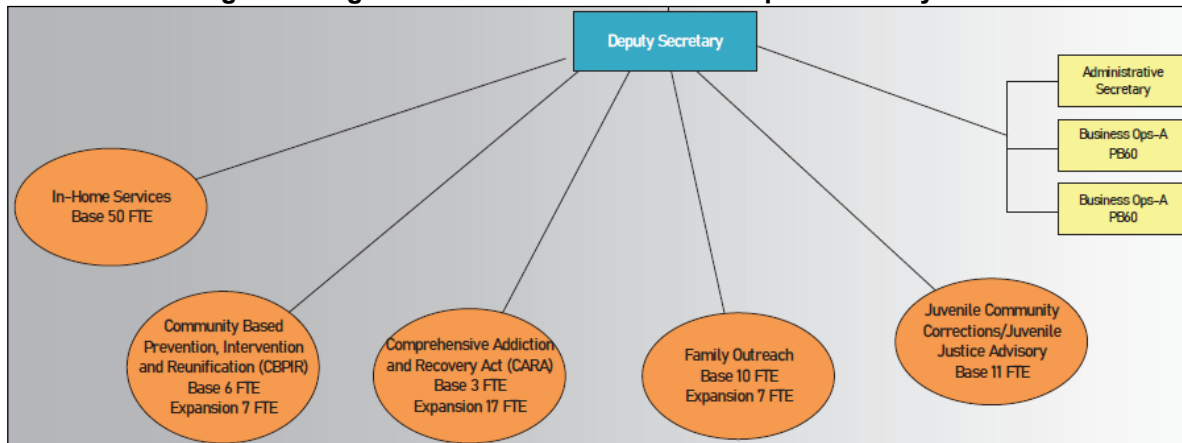 Deputy Secretary
Administrative
Secretary
Business Ops-A
PB60
Business Ops-A
PB60
In-Home Services
Base 50 FTE
Community Based
Prevention, Intervention
and Reunification (CBPIR)
Base 6 FTE
Expansion 7 FTE
Comprehensive Addiction
and Recovery Act (CARA)
Base 3 FTE
Expansion 17 FTE
Family Outreach
Base 10 FTE
Expansion 7 FTE
Juvenile Community
Corrections/Juvenile
Justice Advisory
Base 11 FTE